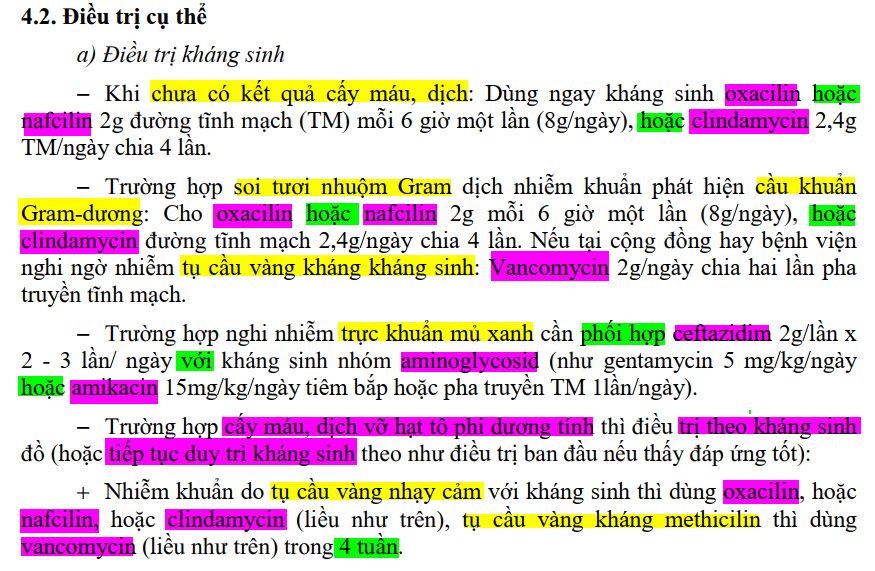 4.2. Điều trị cụ thể
a) Điều trị kháng sinh
– Khi chưa có kết quả cấy máu, dịch: Dùng ngay kháng sinh oxacilin hoặc
nafcilin 2g đường tĩnh mạch (TM) mỗi 6 giờ một lần (8g/ngày), hoặc clindamycin 2,4g
TM/ngày chia 4 lần.
– Trường hợp soi tươi nhuộm Gram dịch nhiễm khuẩn phát hiện cầu khuẩn
Gram-dương: Cho oxacilin hoặc nafcilin 2g mỗi 6 giờ một lần (8g/ngày), hoặc
clindamycin đường tĩnh mạch 2,4g/ngày chia 4 lần. Nếu tại cộng đồng hay bệnh viện
nghi ngờ nhiễm tụ cầu vàng kháng kháng sinh: Vancomycin 2g/ngày chia hai lần pha
truyền tĩnh mạch.
– Trường hợp nghi nhiễm trực khuẩn mủ xanh cần phối hợp ceftazidim 2g/lần x
2 - 3 lần/ ngày với kháng sinh nhóm aminoglycosid (như gentamycin 5 mg/kg/ngày
hoặc amikacin 15mg/kg/ngày tiêm bắp hoặc pha truyền TM 1lần/ngày).
– Trường hợp cấy máu, dịch vỡ hạt tô phi dương tính thì điều trị theo kháng sinh
đồ (hoặc tiếp tục duy trì kháng sinh theo như điều trị ban đầu nếu thấy đáp ứng tốt):
+ Nhiễm khuẩn do tụ cầu vàng nhạy cảm với kháng sinh thì dùng oxacilin, hoặc
nafcilin, hoặc clindamycin (liều như trên), tụ cầu vàng kháng methicilin thì dùng
vancomycin (liều như trên) trong 4 tuần.